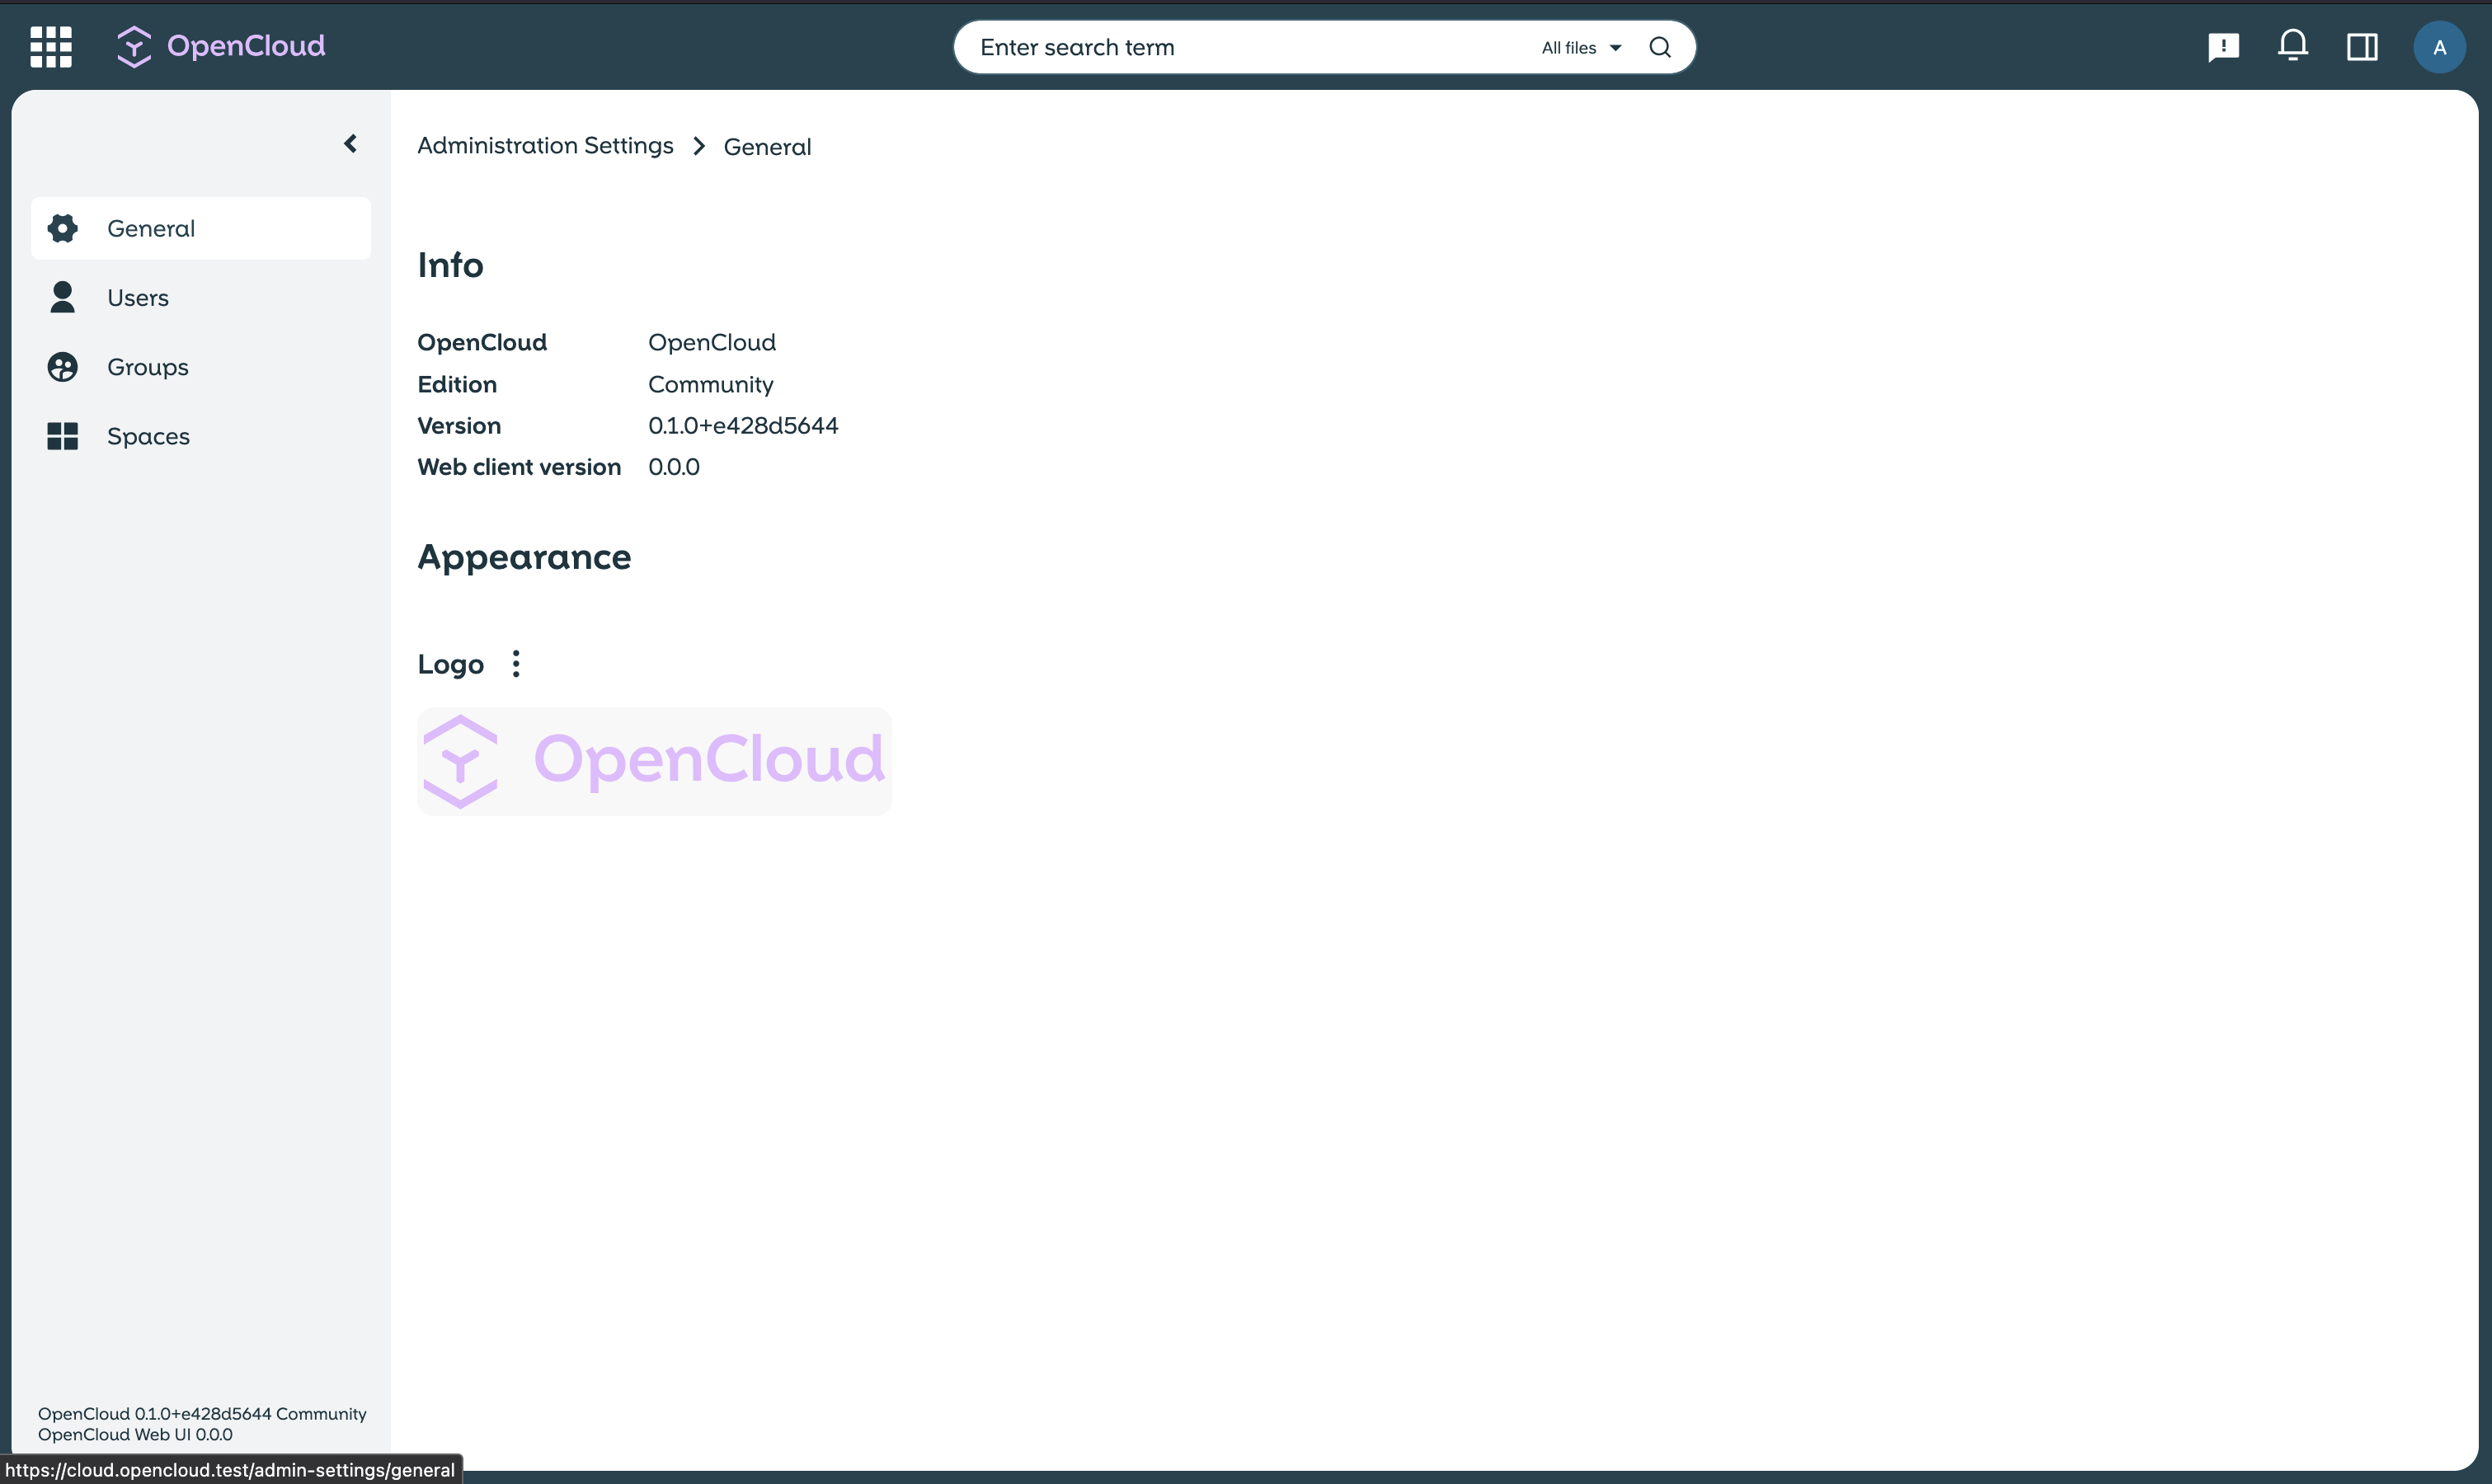 OpenCloud
Enter search term
All files
A
Administration Settings
General
General
Users
Groups
Spaces
Info
OpenCloud OpenCloud
Edition Community
Version 0.1.0+e428d5644
Web client version 0.0.0
Appearance
Logo
OpenCloud
OpenCloud 0.1.0+e428d5644 Community
OpenCloud Web UI 0.0.0
https://cloud.opencloud.test/admin-settings/general